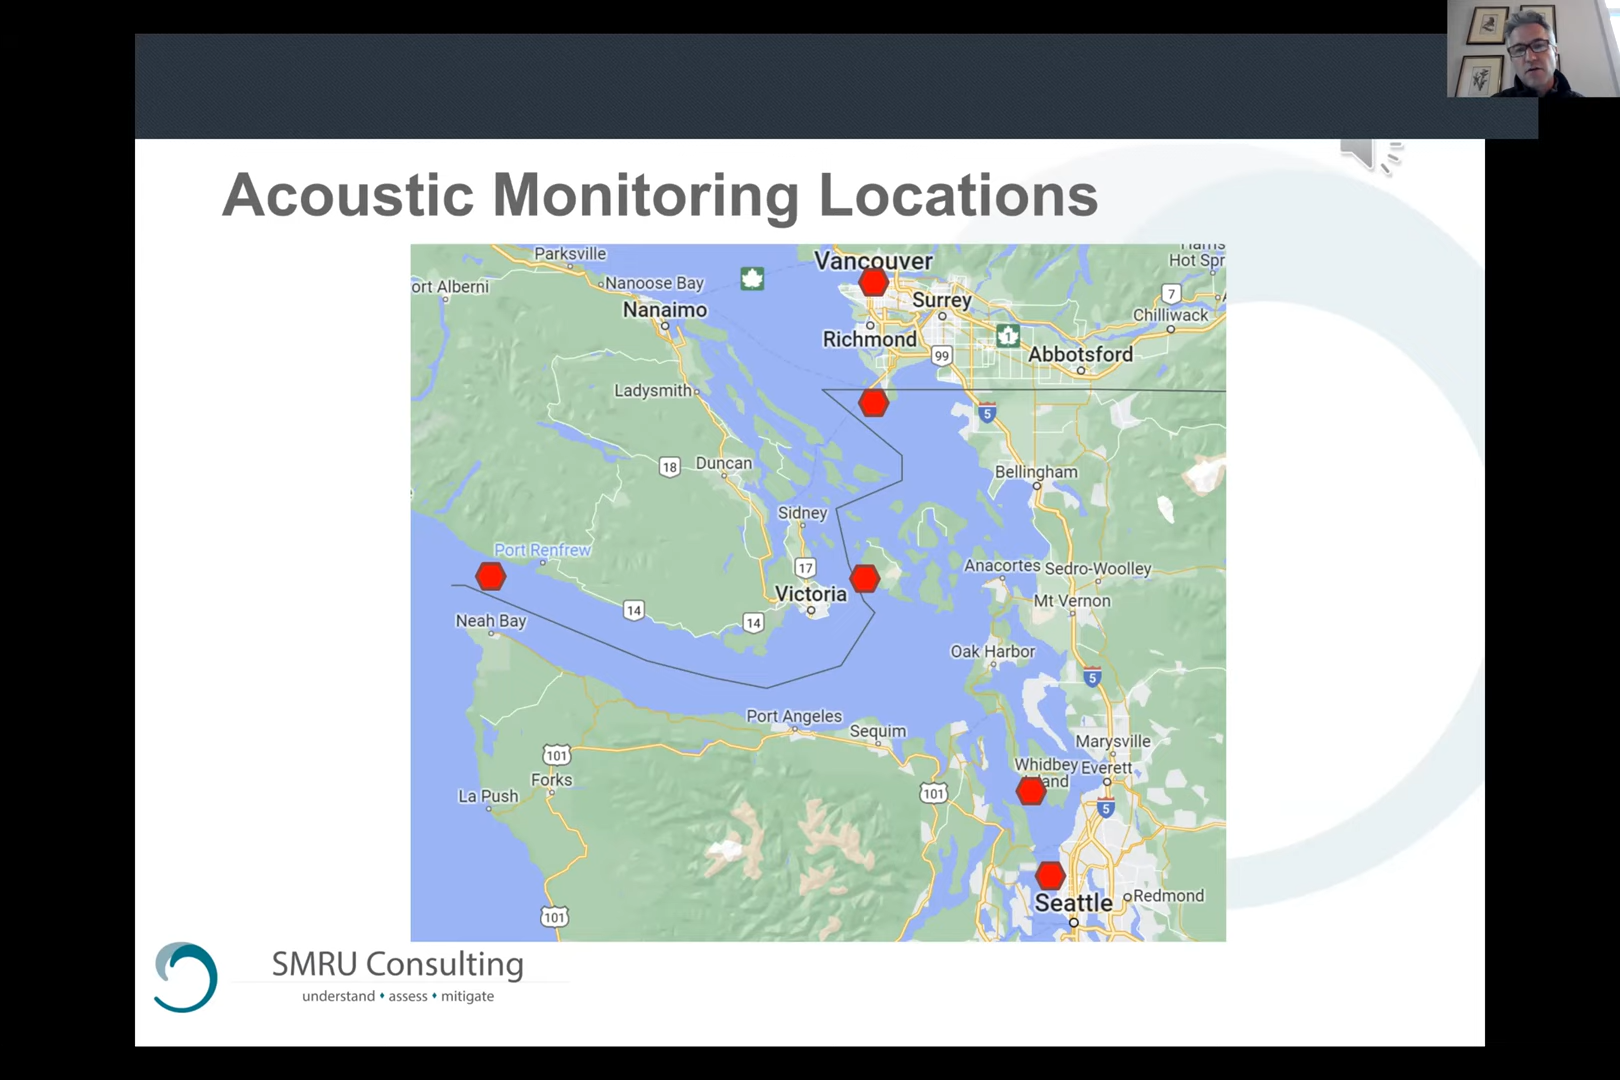 Acoustic Monitoring Locations
Parksville
Vancouver
Hot Spr
ort Alberni
Nanoose Bay
7
Surrey
Nanaimo
Chilliwack
1
Richmond
99
Abbotsford
Ladysmith
5
18
Duncan
Bellingham
Sidney
Port Renfrew
17
Anacortes
Sedro-Woolley
Victoria
Mt Vernon
14
14
Neah Bay
Oak Harbor
5
Port Angeles
Sequim
Marysville
101
Whidbey
Everett
Forks
101
La Push
5
Seattle
Redmond
101
SMRU Consulting
understand • assess • mitigate